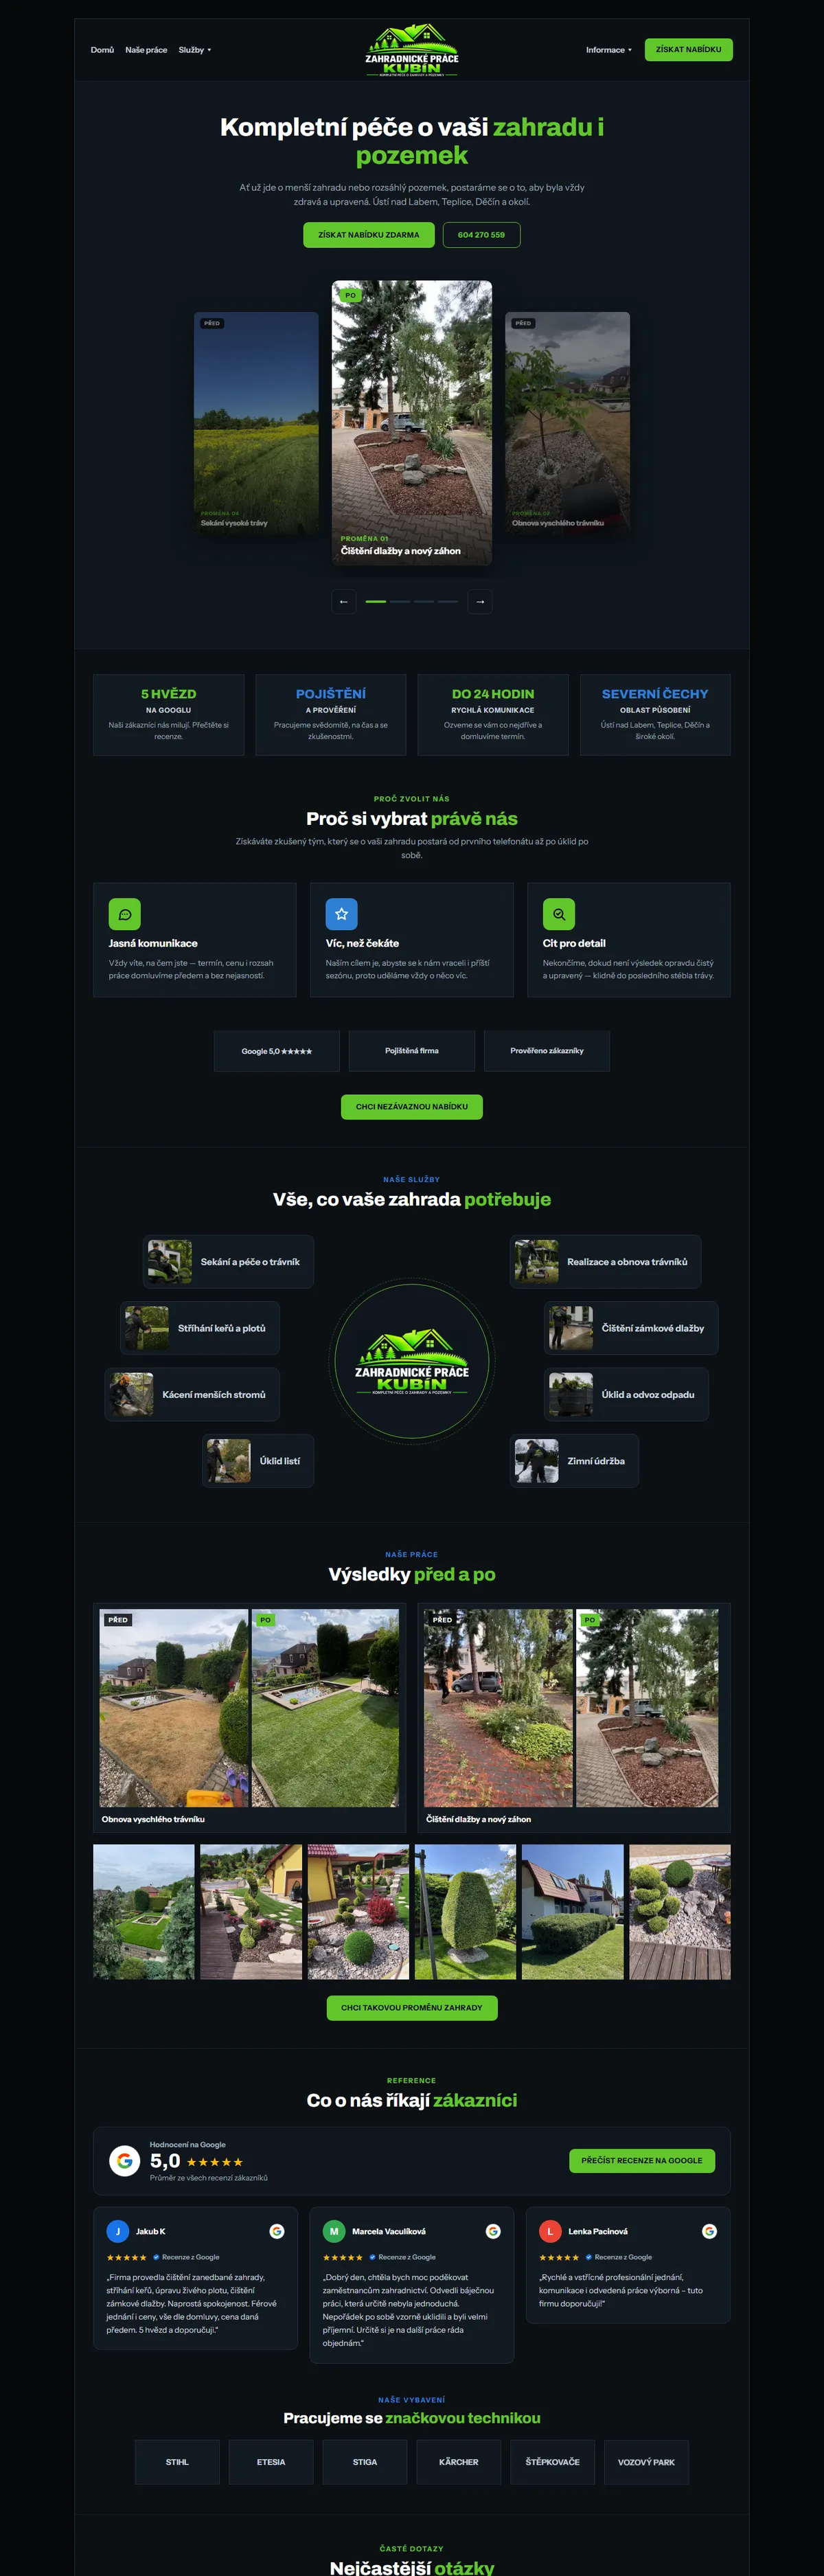 Domů Naše práce Služby
ZAHRADNICKÉ PRÁCE
KUBÍN
KOMPLETNÍ PÉČE O ZAHRADY A POZEMKY
Informace ZÍSKAT NABÍDKU
Kompletní péče o vaši zahradu i
pozemek
Ať už jde o menší zahradu nebo rozsáhlý pozemek, postaráme se o to, aby byla vždy
zdravá a upravená. Ústí nad Labem, Teplice, Děčín a okolí.
ZÍSKAT NABÍDKU ZDARMA
604 270 559
PŘED
PROMĚNA 04
Sekání vysoké trávy
PO
PROMĚNA 01
Čištění dlažby a nový záhon
PŘED
Obnova vyschlého trávníku
← →
5 HVĚZD
NA GOOGLU
Naši zákazníci nás milují. Přečtěte si
recenze.
POJIŠTĚNÍ
A PROVĚŘENÍ
Pracujeme svědomitě, na čas a se
zkušenostmi.
DO 24 HODIN
RYCHLÁ KOMUNIKACE
Ozveme se vám co nejdříve a
domluvíme termín.
SEVERNÍ ČECHY
OBLAST PŮSOBENÍ
Ústí nad Labem, Teplice, Děčín a
široké okolí.
PROČ ZVOLIT NÁS
Proč si vybrat právě nás
Získáváte zkušený tým, který se o vaši zahradu postará od prvního telefonátu až po úklid po
sobě.
Jasná komunikace
Vždy víte, na čem jste — termín, cenu i rozsah
práce domluvíme předem a bez nejasností.
Víc, než čekáte
Naším cílem je, abyste se k nám vraceli i příští
sezónu, proto uděláme vždy o něco víc.
Cit pro detail
Nekončíme, dokud není výsledek opravdu čistý
a upravený — klidně do posledního stébla trávy.
Google 5,0 ★★★★★
Pojištěná firma
Prověřeno zákazníky
CHCI NEZÁVAZNOU NABÍDKU
NAŠE SLUŽBY
Vše, co vaše zahrada potřebuje
Sekání a péče o trávník
Stříhání keřů a plotů
Kácení menších stromů
Úklid listí
ZAHRADNICKÉ PRÁCE
KUBÍN
KOMPLETNÍ PÉČE O ZAHRADY A POZEMKY
Realizace a obnova trávníků
Čištění zámkové dlažby
Úklid a odvoz odpadu
Zimní údržba
NAŠE PRÁCE
Výsledky před a po
PŘED
PO
Obnova vyschlého trávníku
PŘED
PO
Čištění dlažby a nový záhon
CHCI TAKOVOU PROMĚNU ZAHRADY
REFERENCE
Co o nás říkají zákazníci
Hodnocení na Google
5,0 ★★★★★
Průměr ze všech recenzí zákazníků
PŘEČÍST RECENZE NA GOOGLE
J Jakub K
★★★★★ Recenze z Google
„Firma provedla čištění zanedbané zahrady,
stříhání keřů, úpravu živého plotu, čištění
zámkové dlažby. Naprostá spokojenost. Férové
jednání i ceny, vše dle domluvy, cena daná
předem. 5 hvězd a doporučuji.“
M Marcela Vaculíková
★★★★★ Recenze z Google
„Dobrý den, chtěla bych moc poděkovat
zaměstnancům zahradnictví. Odvedli báječnou
práci, která určitě nebyla jednoduchá.
Nepořádek po sobě vzorně uklidili a byli velmi
příjemní. Určitě si je na další práce ráda
objednám.“
L Lenka Pacinová
★★★★★ Recenze z Google
„Rychlé a vstřícné profesionální jednání,
komunikace i odvedená práce výborná – tuto
firmu doporučuji!“
NAŠE VYBAVENÍ
Pracujeme se značkovou technikou
STIHL
ETESIA
STIGA
KÄRCHER
ŠTĚPKOVAČE
VOZOVÝ PARK
ČASTÉ DOTAZY
Nejčastější otázky